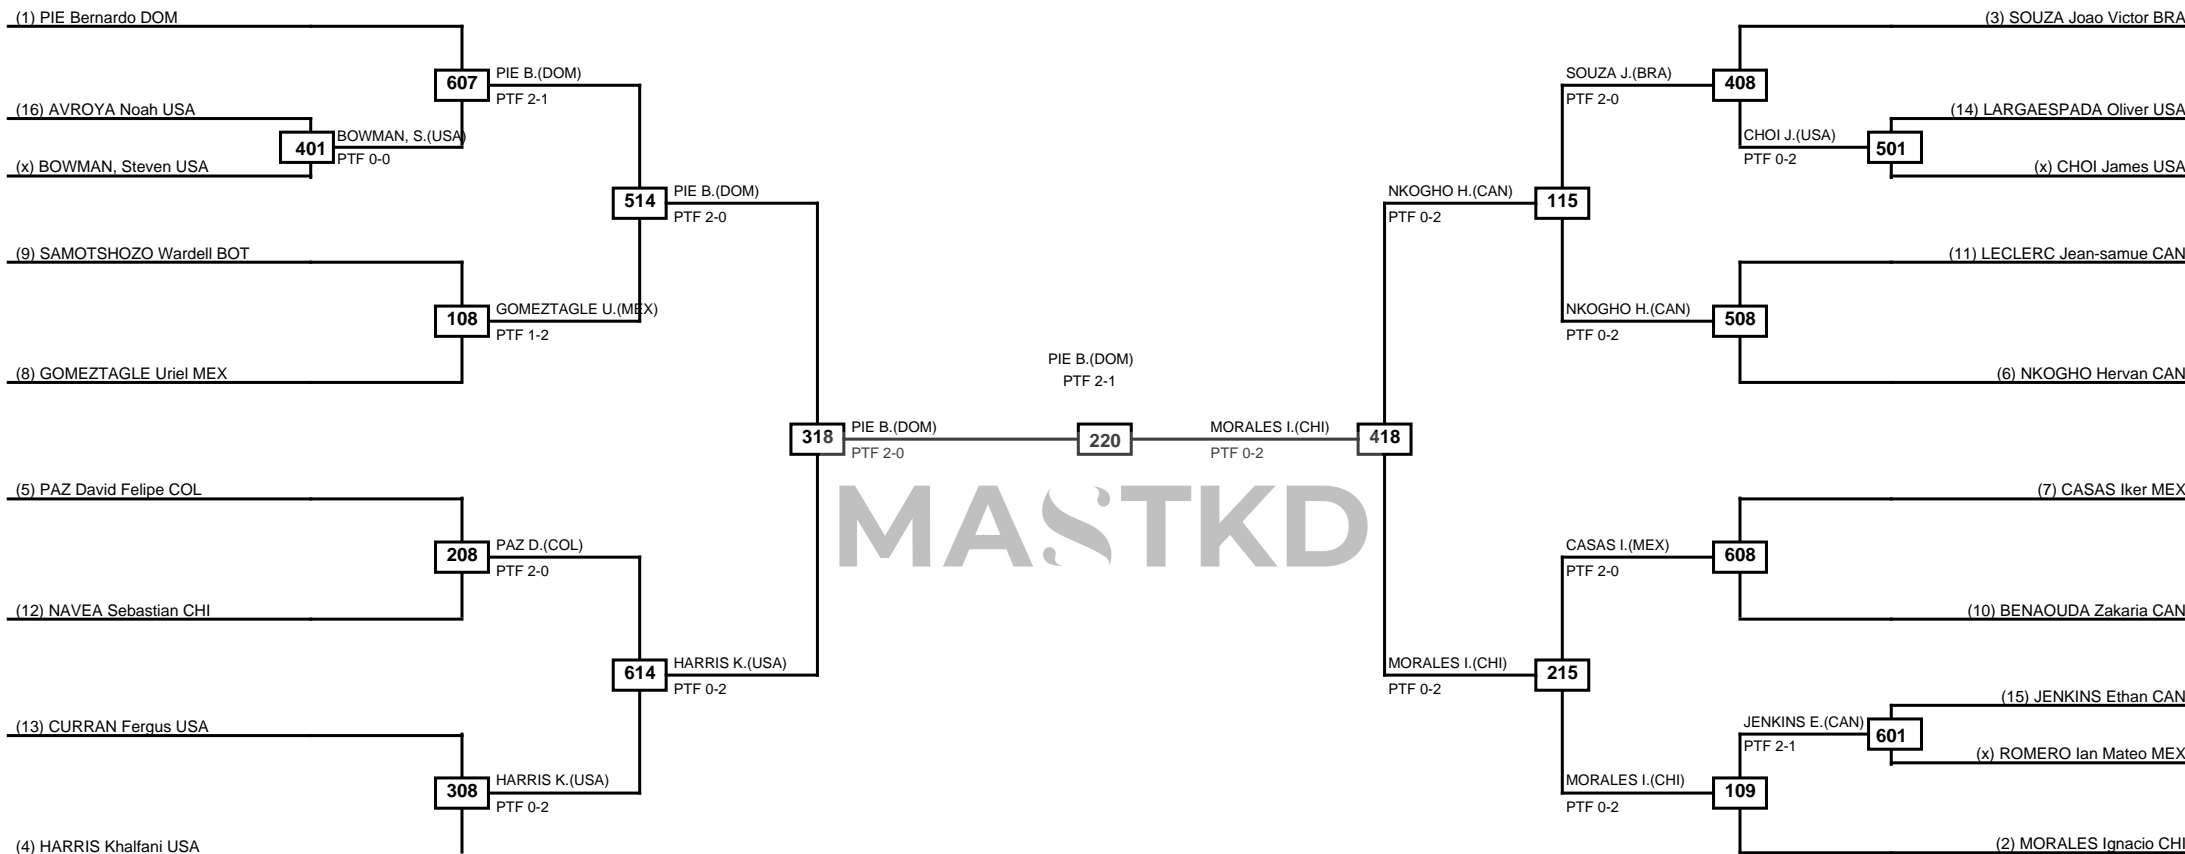 (1) PIE Bernardo DOM
607
PIE B.(DOM)
PTF 2-1
(16) AVROYA Noah USA
401
BOWMAN, S.(USA)
PTF 0-0
(x) BOWMAN, Steven USA
514
PIE B.(DOM)
PTF 2-0
(9) SAMOTSHOZO Wardell BOT
108
GOMEZTAGLE U.(MEX)
PTF 1-2
(8) GOMEZTAGLE Uriel MEX
318
PIE B.(DOM)
PTF 2-0
(5) PAZ David Felipe COL
208
PAZ D.(COL)
PTF 2-0
(12) NAVEA Sebastian CHI
614
HARRIS K.(USA)
PTF 0-2
(13) CURRAN Fergus USA
308
HARRIS K.(USA)
PTF 0-2
(4) HARRIS Khalfani USA
PIE B.(DOM)
PTF 2-1
220
MASTKD
MORALES I.(CHI)
PTF 0-2
418
(3) SOUZA Joao Victor BRA
SOUZA J.(BRA)
PTF 2-0
408
(14) LARGAESPADA Oliver USA
CHOI J.(USA)
PTF 0-2
501
(x) CHOI James USA
NKOGHO H.(CAN)
PTF 0-2
115
(11) LECLERC Jean-samue CAN
NKOGHO H.(CAN)
PTF 0-2
508
(6) NKOGHO Hervan CAN
(7) CASAS Iker MEX
CASAS I.(MEX)
PTF 2-0
608
(10) BENAOUDA Zakaria CAN
MORALES I.(CHI)
PTF 0-2
215
(15) JENKINS Ethan CAN
JENKINS E.(CAN)
PTF 2-1
601
(x) ROMERO Ian Mateo MEX
MORALES I.(CHI)
PTF 0-2
109
(2) MORALES Ignacio CHI